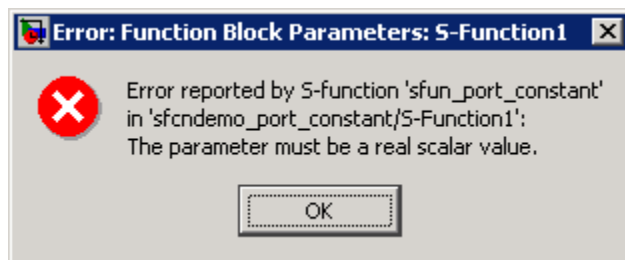 Error: Function Block Parameters: S-Function1
Error reported by S-function 'sfun_port_constant'
in 'sfcndemo_port_constant/S-Function1':
The parameter must be a real scalar value.
OK